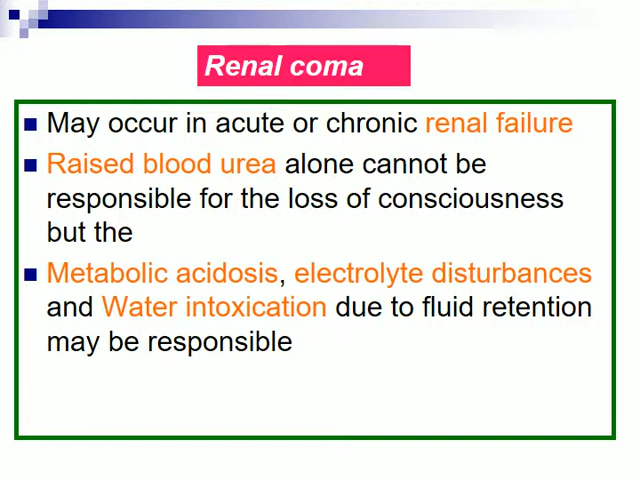 Renal coma
May occur in acute or chronic renal failure
Raised blood urea alone cannot be
responsible for the loss of consciousness
but the
Metabolic acidosis, electrolyte disturbances
and Water intoxication due to fluid retention
may be responsible